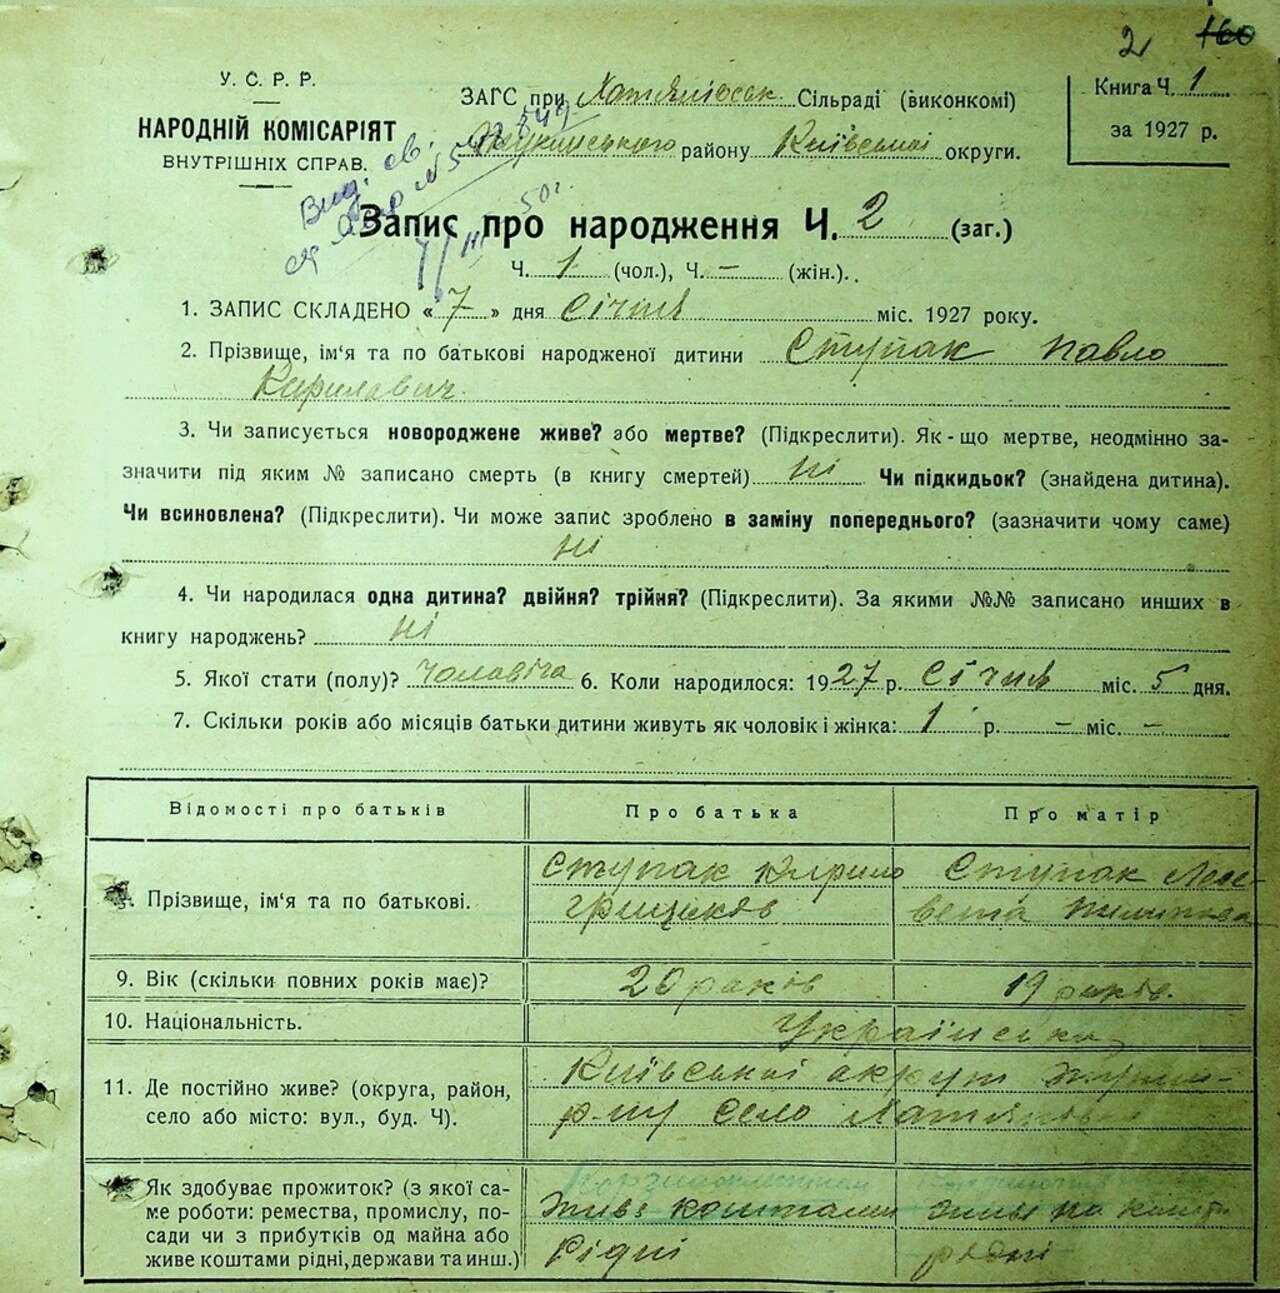 2 160
У. С. Р. Р.
НАРОДНІЙ КОМІСАРІЯТ
ВНУТРІШНІХ СПРАВ.
ЗАГС при Хотянівськ. Сільраді (виконкомі)
району Київської округи.
Книга Ч. 1
за 1927 р.
Вид. св.
50 г.
Запис про народження Ч. 2 (заг.)
Ч. 1 (чол.), Ч. – (жін.).
1. ЗАПИС СКЛАДЕНО « 7 » дня Січня міс. 1927 року.
2. Прізвище, ім'я та по батькові народженої дитини Ступак Павло
Кирилович.
3. Чи записується новороджене живе? або мертве? (Підкреслити). Як-що мертве, неодмінно за-
значити під яким № записано смерть (в книгу смертей) Ні Чи підкидьок? (знайдена дитина).
Чи всиновлена? (Підкреслити). Чи може запис зроблено в заміну попереднього? (зазначити чому саме)
Ні
4. Чи народилася одна дитина? двійня? трійня? (Підкреслити). За якими №№ записано инших в
книгу народжень? Ні
5. Якої стати (полу)? чоловіча 6. Коли народилося: 1927 р. Січня міс. 5 дня.
7. Скільки років або місяців батьки дитини живуть як чоловік і жінка: 1 р. – міс. –
Відомості про батьків Про батька Про матір
Прізвище, ім'я та по батькові. Ступак Кирило Ступак
9. Вік (скільки повних років має)? 20 років 19 років.
10. Національність. Українська
11. Де постійно живе? (округа, район,
село або місто: вул., буд. Ч).
Київської округи
р-ну село
Як здобуває прожиток? (з якої са-
ме роботи: ремества, промислу, по-
сади чи з прибутків од майна або
живе коштами рідні, держави та инш.)
Живе коштами
рідні
рідні